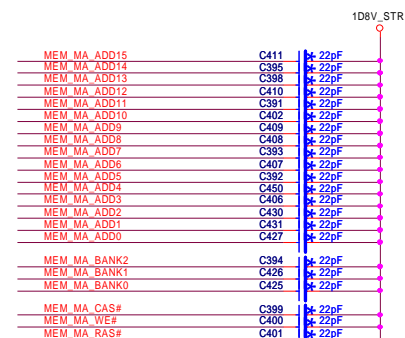 1D8V_STR
MEM_MA_ADD15 C411 22pF
MEM_MA_ADD14 C395 22pF
MEM_MA_ADD13 C398 22pF
MEM_MA_ADD12 C410 22pF
MEM_MA_ADD11 C391 22pF
MEM_MA_ADD10 C402 22pF
MEM_MA_ADD9 C409 22pF
MEM_MA_ADD8 C408 22pF
MEM_MA_ADD7 C393 22pF
MEM_MA_ADD6 C407 22pF
MEM_MA_ADD5 C392 22pF
MEM_MA_ADD4 C450 22pF
MEM_MA_ADD3 C406 22pF
MEM_MA_ADD2 C430 22pF
MEM_MA_ADD1 C431 22pF
MEM_MA_ADD0 C427 22pF
MEM_MA_BANK2 C394 22pF
MEM_MA_BANK1 C426 22pF
MEM_MA_BANK0 C425 22pF
MEM_MA_CAS# C399 22pF
MEM_MA_WE# C400 22pF
MEM_MA_RAS# C401 22pF